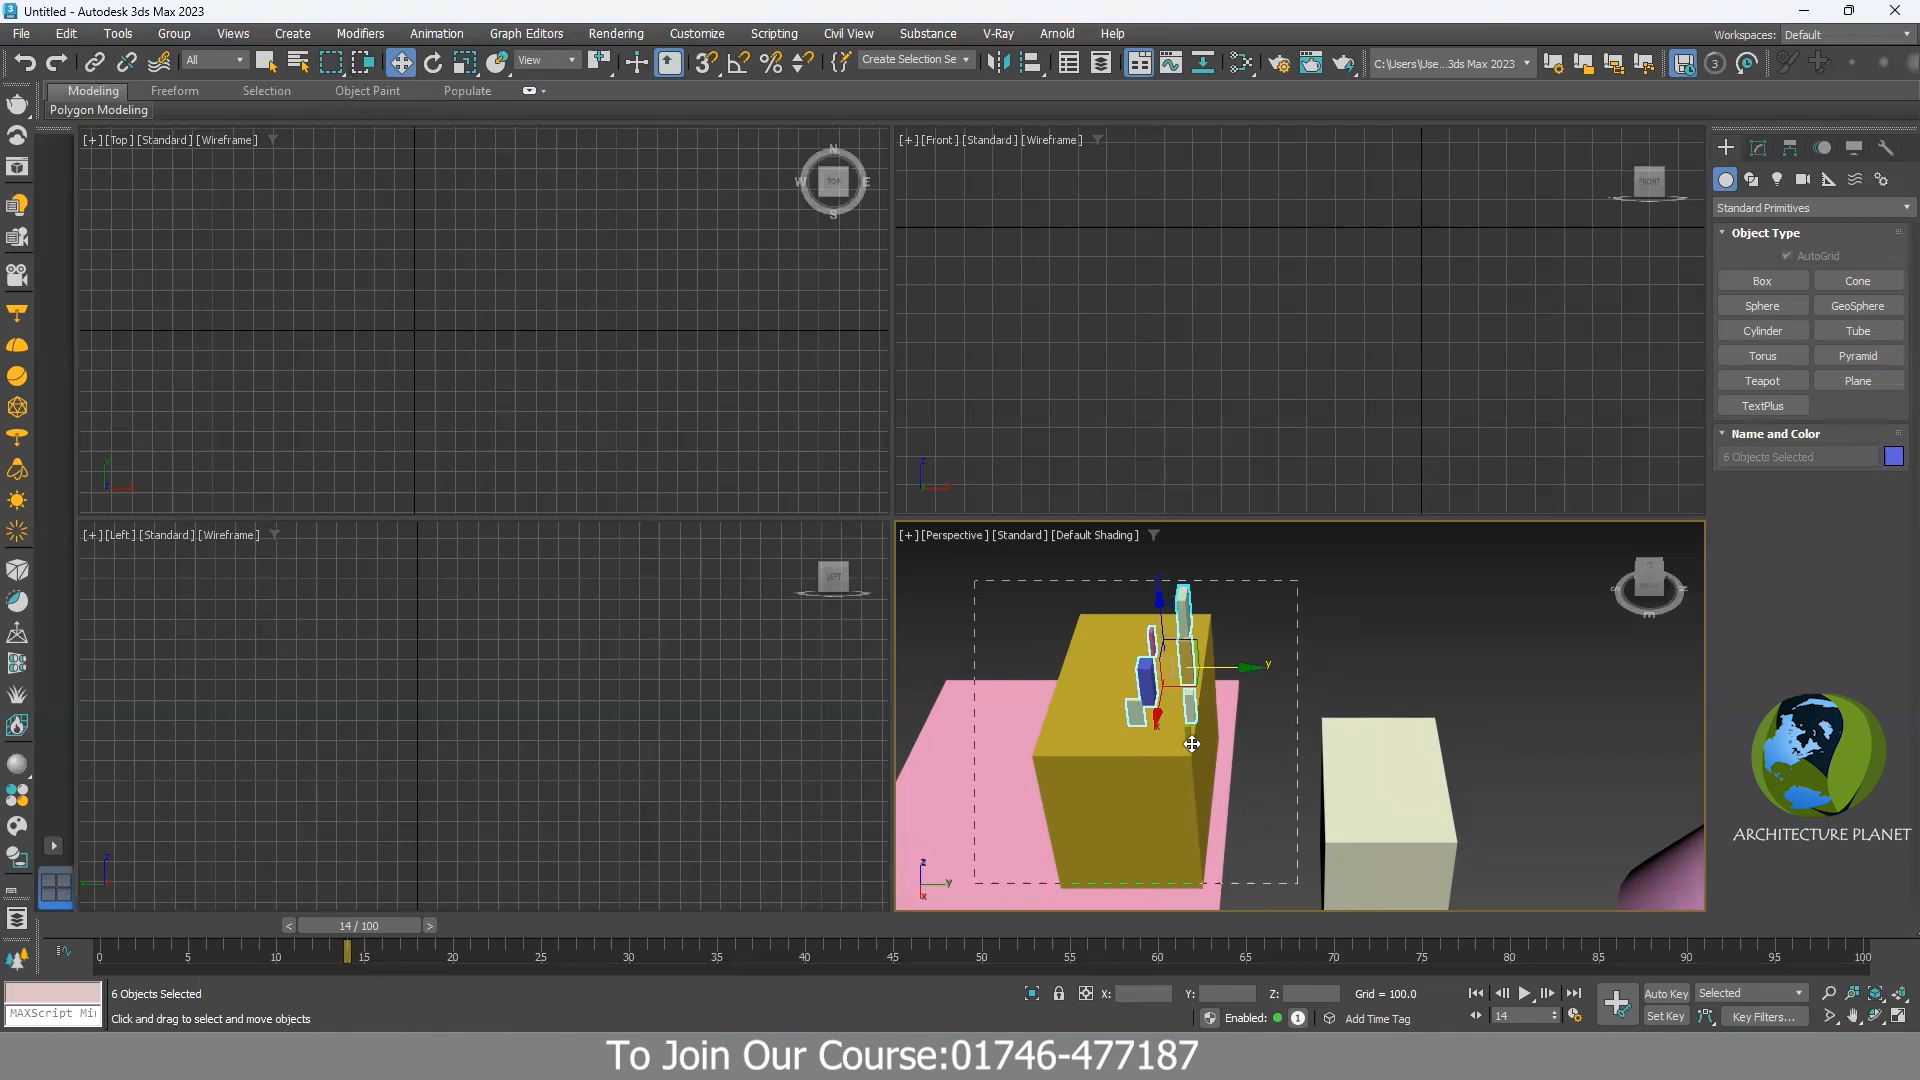 3 Untitled - Autodesk 3ds Max 2023
File Edit Tools Group Views Create Modifiers Animation Graph Editors Rendering Customize Scripting Civil View Substance V-Ray Arnold Help Workspaces: Default
All View Create Selection Se C:\Users\Use...3ds Max 2023
Modeling Freeform Selection Object Paint Populate
Polygon Modeling
[+] [Top] [Standard] [Wireframe]
N
W TOP E
S
[+] [Front] [Standard] [Wireframe]
FRONT
Standard Primitives
Object Type
AutoGrid
Box Cone
Sphere GeoSphere
Cylinder Tube
Torus Pyramid
Teapot Plane
TextPlus
Name and Color
6 Objects Selected
[+] [Left] [Standard] [Wireframe]
LEFT
[+] [Perspective] [Standard] [Default Shading]
y
x
ARCHITECTURE PLANET
< 14 / 100 >
0 5 10 15 20 25 30 35 40 45 50 55 60 65 70 75 80 85 90 95 100
6 Objects Selected X: Y: Z: Grid = 100.0 Auto Key Selected
MAXScript Mi Click and drag to select and move objects Enabled: 1 Add Time Tag 14 Set Key Key Filters...
To Join Our Course:01746-477187